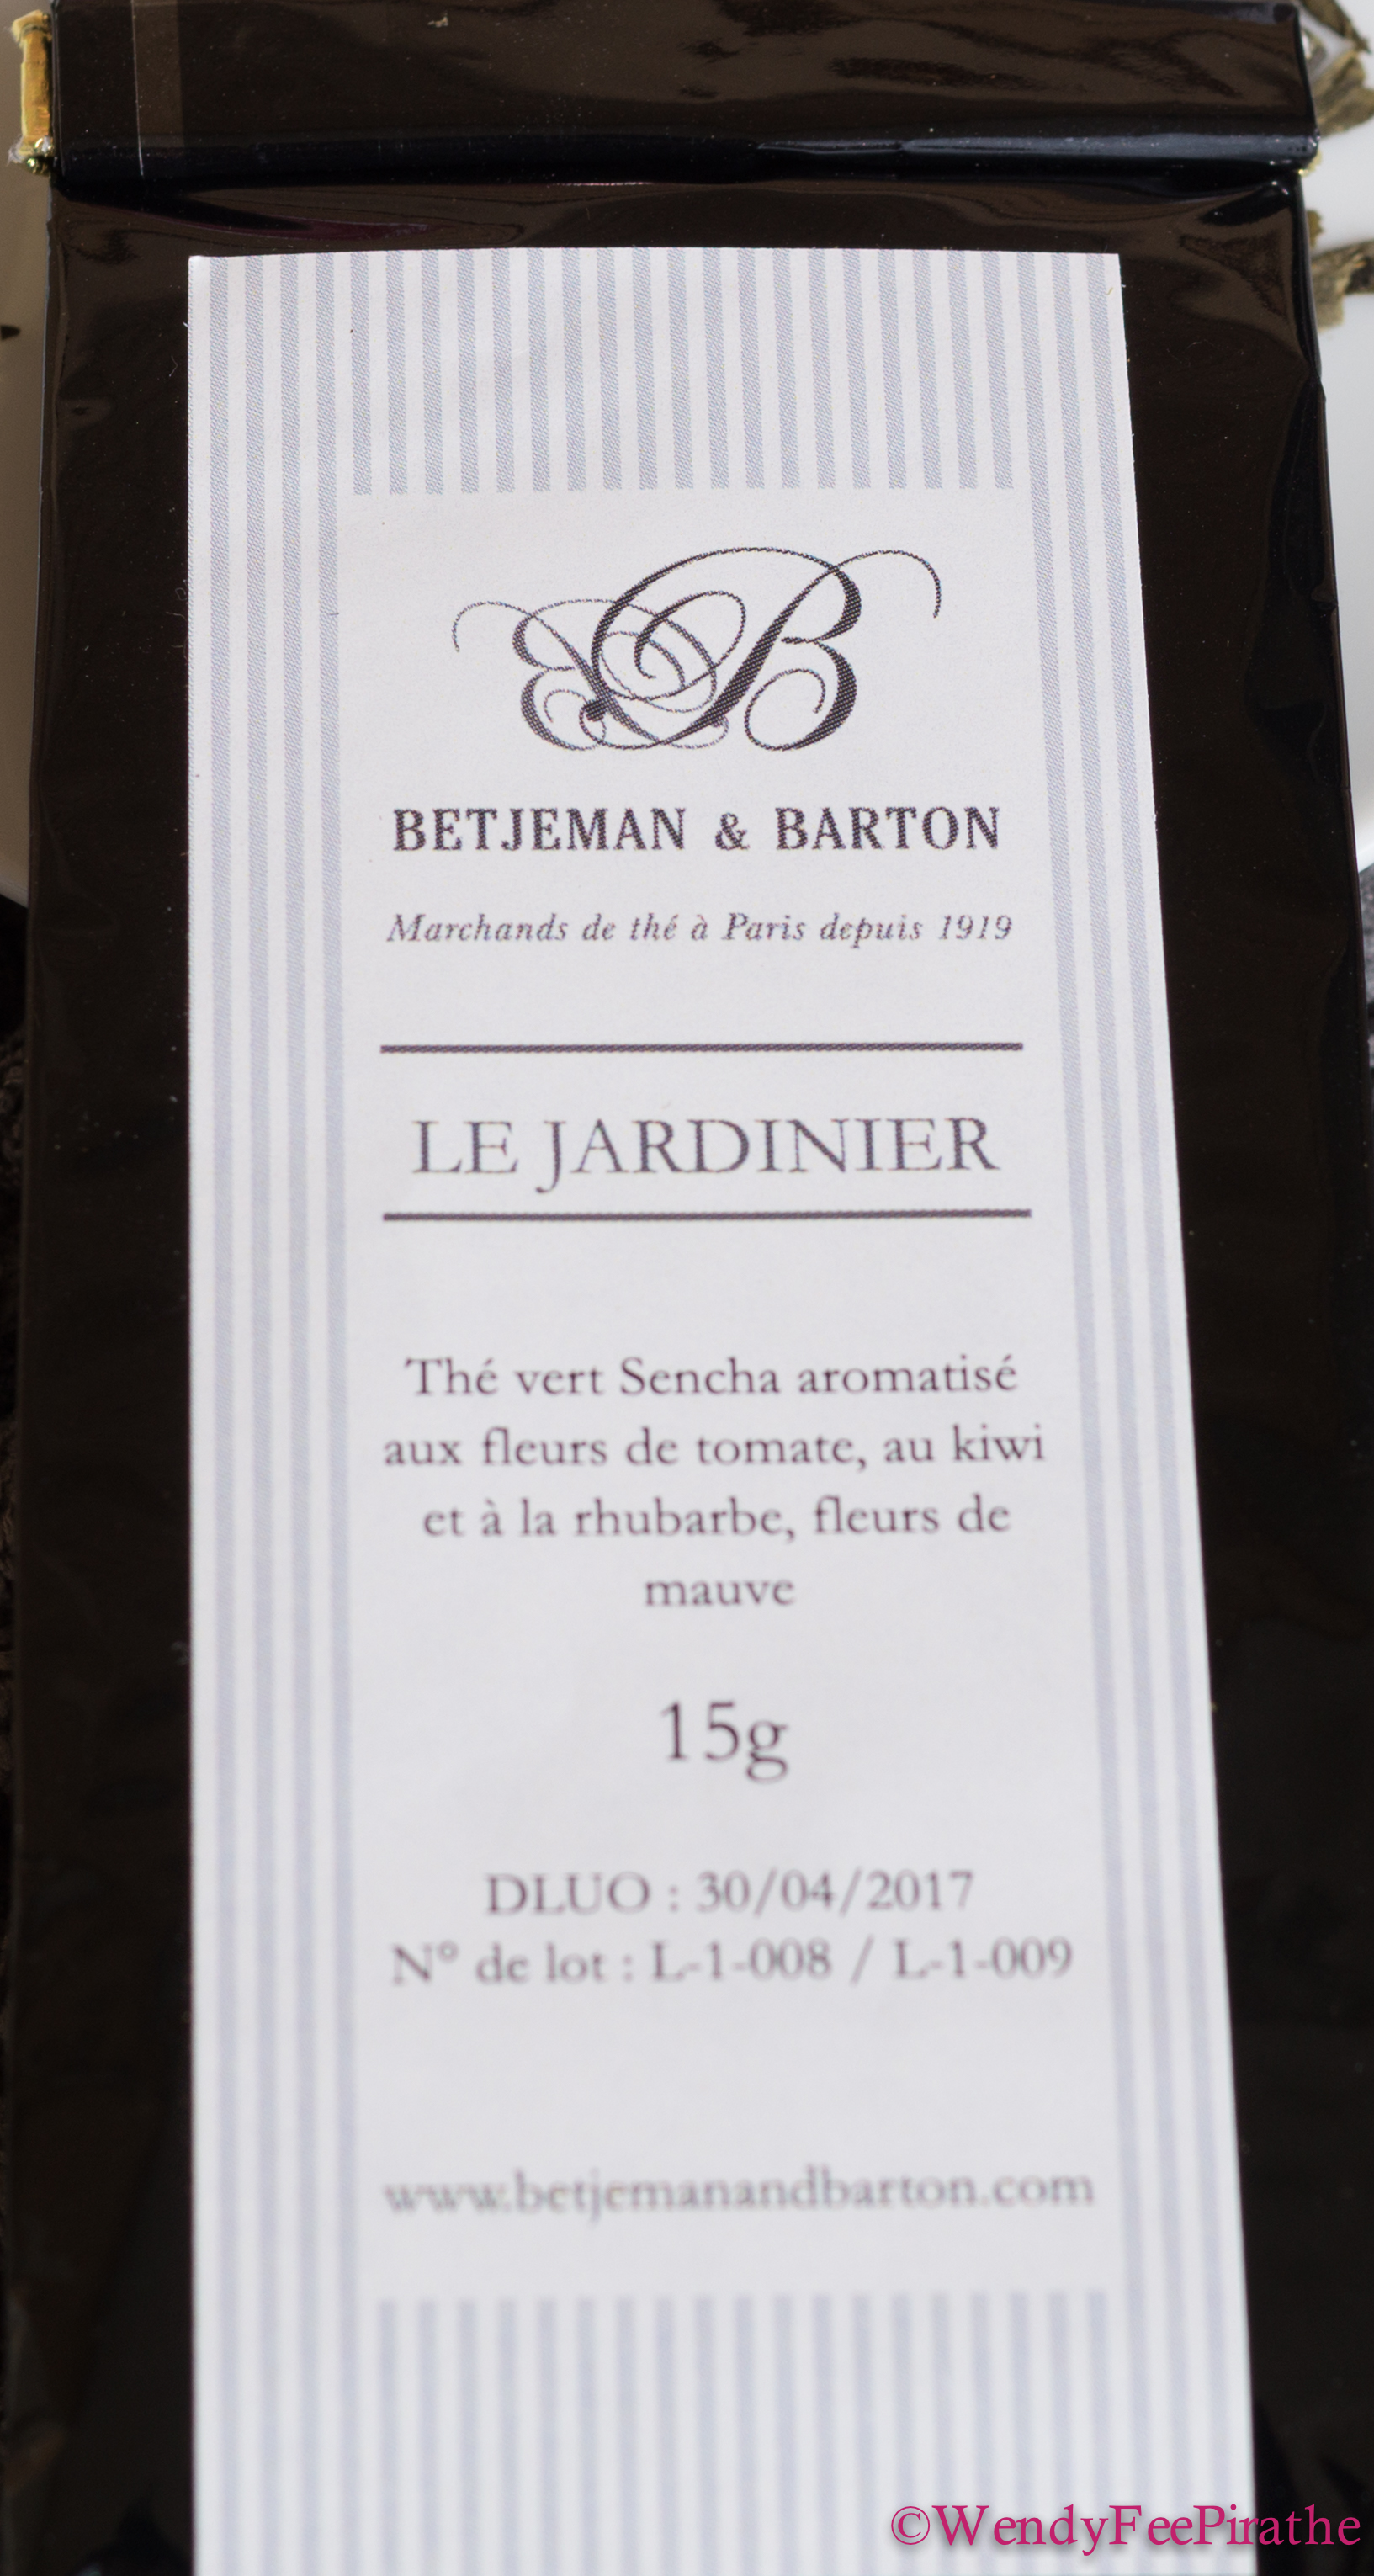 B B
BETJEMAN & BARTON
Marchands de thé à Paris depuis 1919
LE JARDINIER
Thé vert Sencha aromatisé
aux fleurs de tomate, au kiwi
et à la rhubarbe, fleurs de
mauve
15g
DLUO : 30/04/2017
N° de lot : L-1-008 / L-1-009
www.betjemanandbarton.com
©WendyFeePirathe